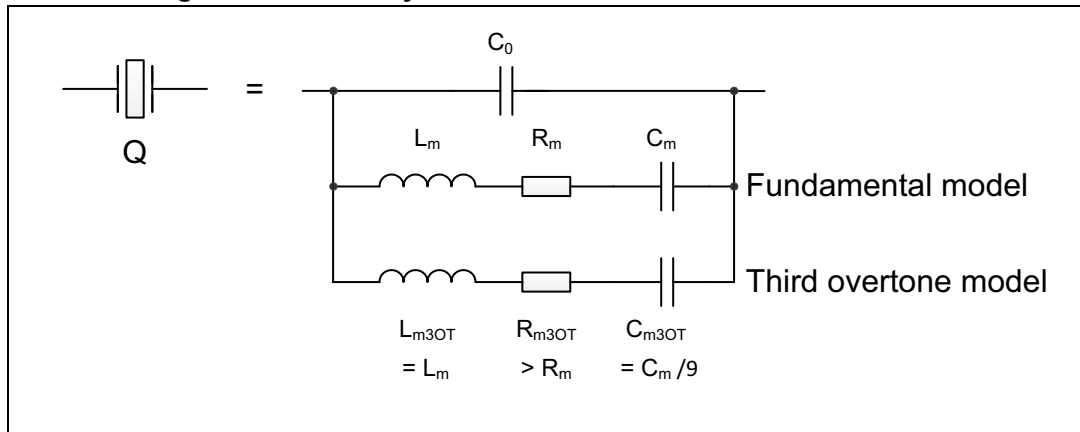 C0
Lm Rm Cm
Q
=
Fundamental model
Third overtone model
Lm3OT Rm3OT Cm3OT
= Lm > Rm = Cm /9